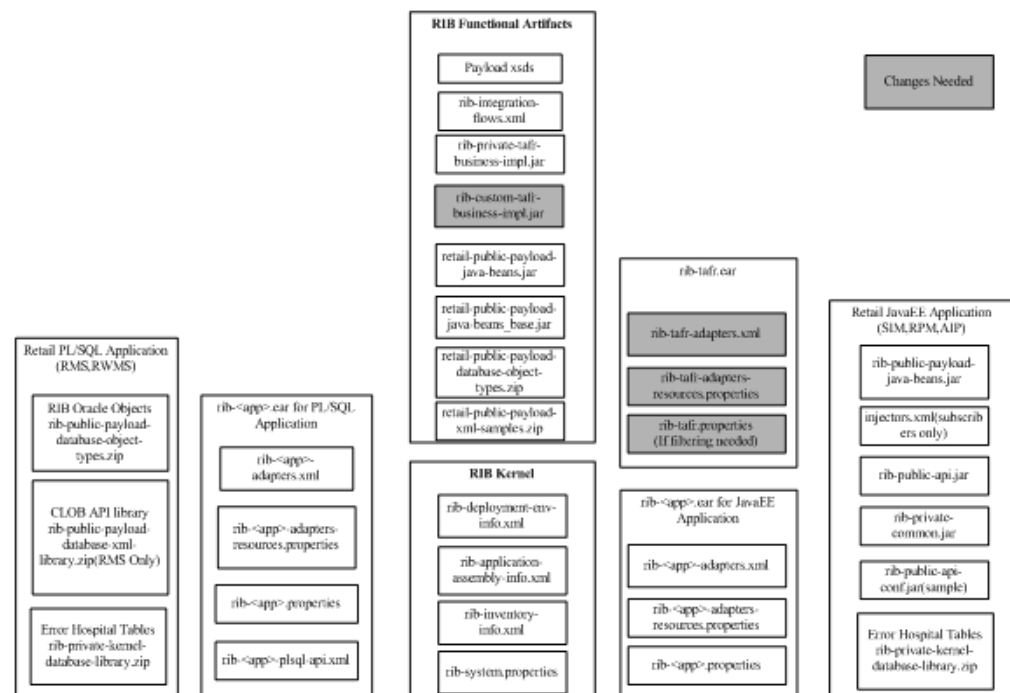 RIB Functional Artifacts
Payload xsds
rib-integration-
flows.xml
rib-private-tafr-
business-impl.jar
rib-custom-tafr-
business-impl.jar
retail-public-payload-
java-beans.jar
retail-public-payload-
java-beans_base.jar
retail-public-payload-
database-object-
types.zip
retail-public-payload-
xml-samples.zip
Changes Needed
Retail PL/SQL Application
(RMS,RWMS)
RIB Oracle Objects
rib-public-payload-
database-object-
types.zip
CLOB API library
rib-public-payload-
database-xml-
library.zip(RMS Only)
Error Hospital Tables
rib-private-kernel-
database-library.zip
rib-<app>.ear for PL/SQL
Application
rib-<app>-
adapters.xml
rib-<app>-adapters-
resources.properties
rib-<app>.properties
rib-<app>-plsql-api.xml
RIB Kernel
rib-deployment-env-
info.xml
rib-application-
assembly-info.xml
rib-inventory-
info.xml
rib-system.properties
rib-tafr.ear
rib-tafr-adapters.xml
rib-tafr-adapters-
resources.properties
rib-tafr.properties
(If filtering needed)
rib-<app>.ear for JavaEE
Application
rib-<app>-adapters.xml
rib-<app>-adapters-
resources.properties
rib-<app>.properties
Retail JavaEE Application
(SIM,RPM,AIP)
rib-public-payload-
java-beans.jar
injectors.xml(subscrib
ers only)
rib-public-api.jar
rib-private-
common.jar
rib-public-api-
conf.jar(sample)
Error Hospital Tables
rib-private-kernel-
database-library.zip